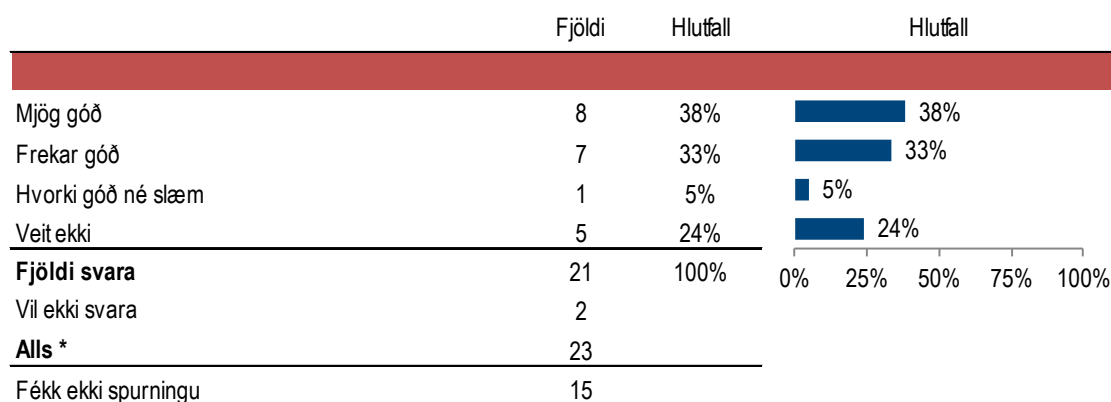 Fjöldi Hlutfall Hlutfall
Mjög góð 8 38% 38%
Frekar góð 7 33% 33%
Hvorki góð né slæm 1 5% 5%
Veit ekki 5 24% 24%
Fjöldi svara 21 100% 0% 25% 50% 75% 100%
Vil ekki svara 2
Alls * 23
Fékk ekki spurningu 15